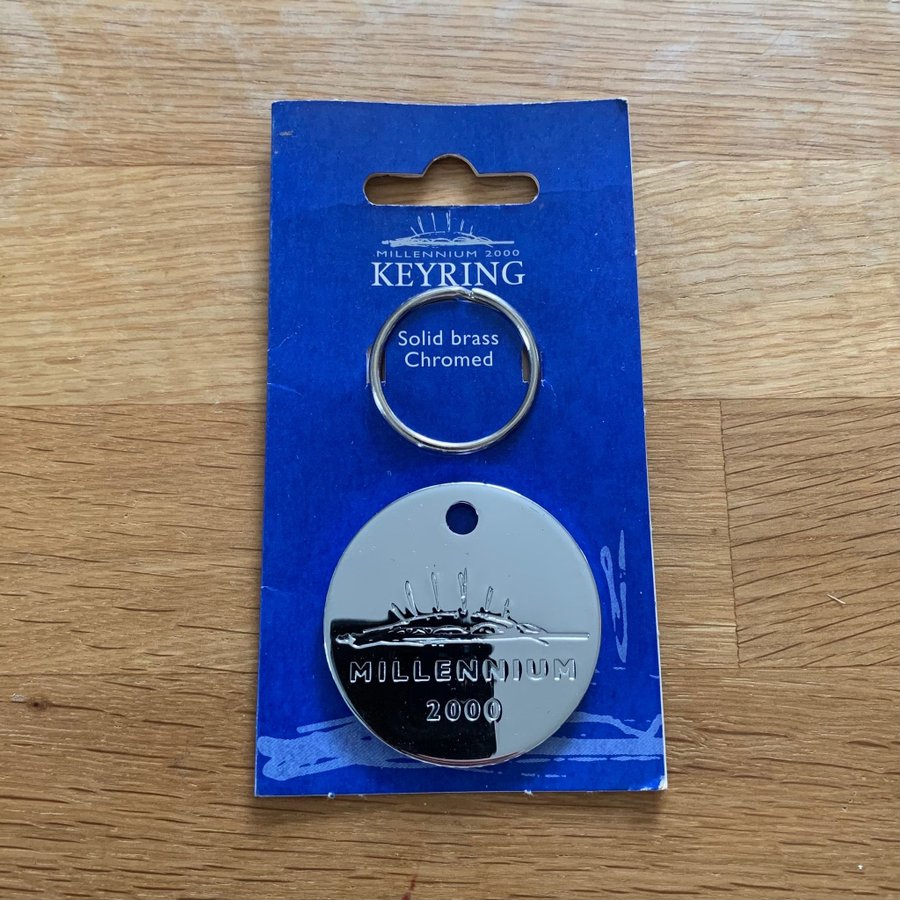 MILLENNIUM 2000
KEYRING
Solid brass
Chromed
MILLENNIUM
2000